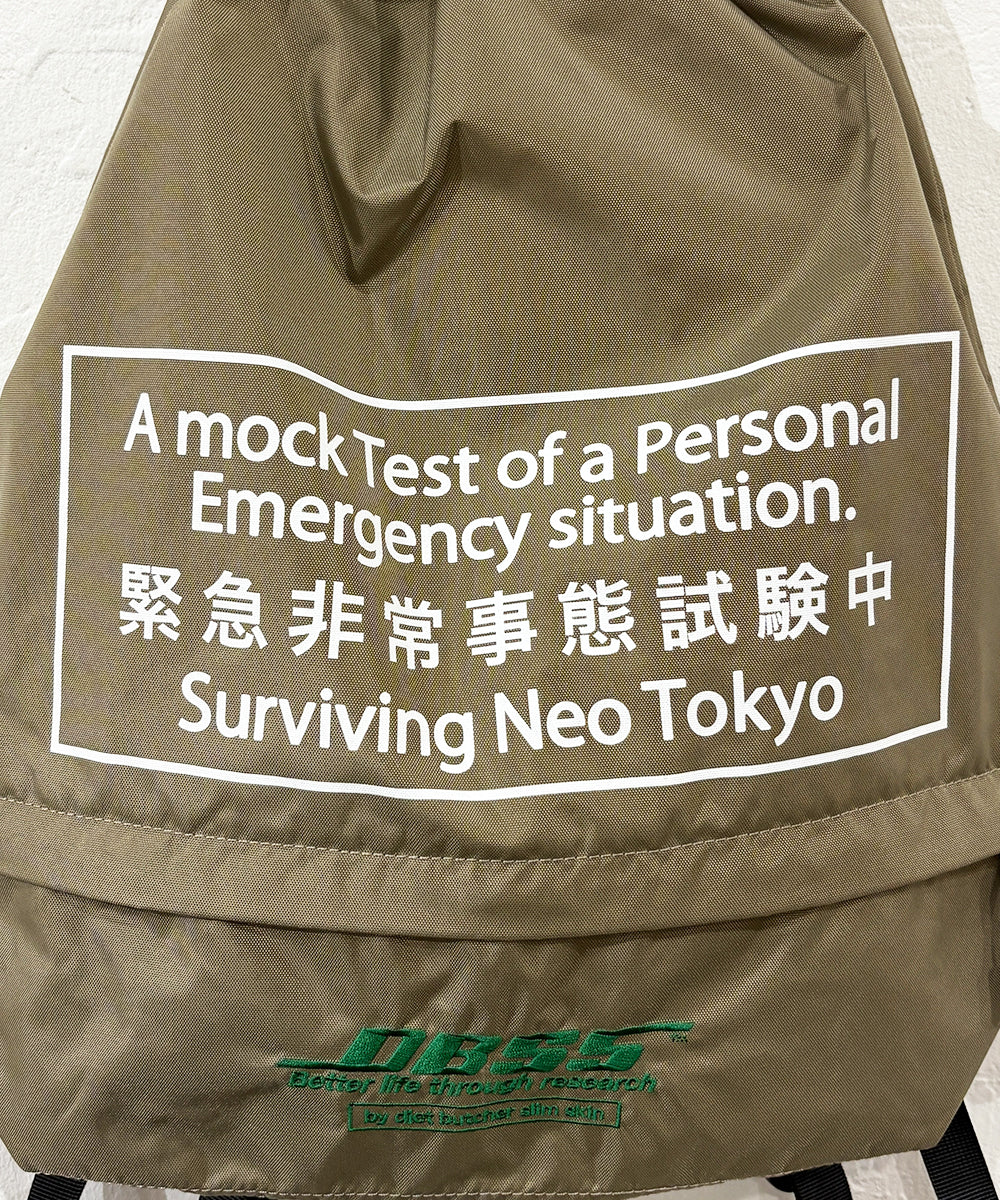 A mock Test of a Personal
Emergency situation.
緊急非常事態試験中
Surviving Neo Tokyo
DBSS
Better life through research
by diet butcher slim skin